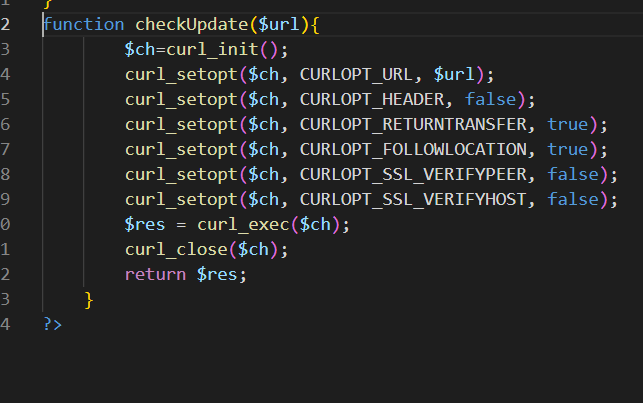 }
2 function checkUpdate($url){
3 $ch=curl_init();
4 curl_setopt($ch, CURLOPT_URL, $url);
5 curl_setopt($ch, CURLOPT_HEADER, false);
6 curl_setopt($ch, CURLOPT_RETURNTRANSFER, true);
7 curl_setopt($ch, CURLOPT_FOLLOWLOCATION, true);
8 curl_setopt($ch, CURLOPT_SSL_VERIFYPEER, false);
9 curl_setopt($ch, CURLOPT_SSL_VERIFYHOST, false);
0 $res = curl_exec($ch);
1 curl_close($ch);
2 return $res;
3 }
4 ?>